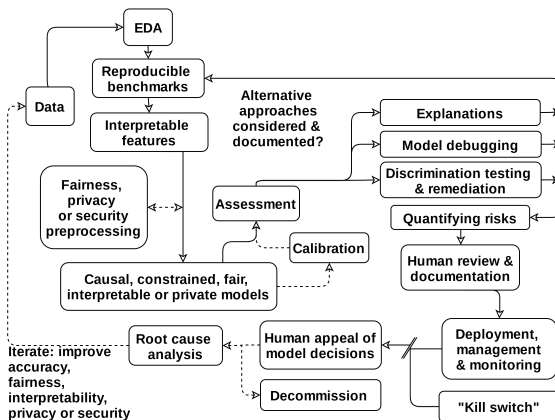 EDA
Reproducible
benchmarks
Data
Interpretable
features
Alternative
approaches
considered &
documented?
Explanations
Model debugging
Discrimination testing
& remediation
Fairness,
privacy
or security
preprocessing
Assessment
Quantifying risks
Calibration
Human review &
documentation
Causal, constrained, fair,
interpretable or private models
Root cause
analysis
Human appeal of
model decisions
Deployment,
management
& monitoring
Iterate: improve
accuracy,
fairness,
interpretability,
privacy or security
Decommission
"Kill switch"